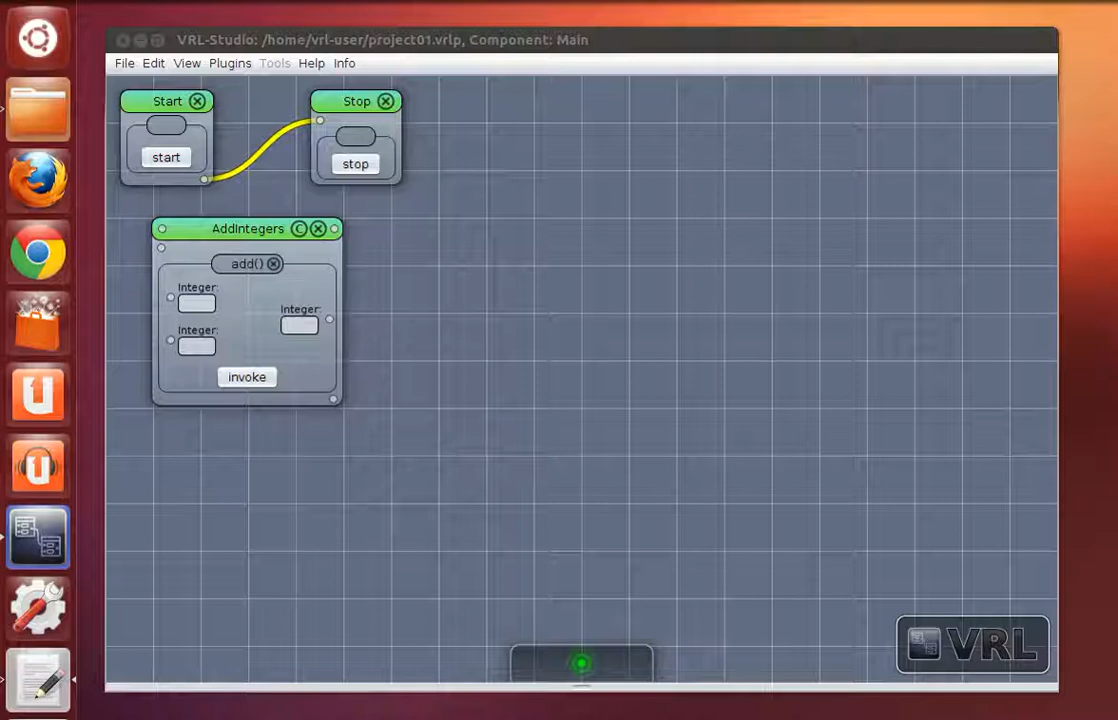 VRL-Studio: /home/vrl-user/project01.vrlp, Component: Main
File Edit View Plugins Tools Help Info
Start
start
Stop
stop
AddIntegers C
add()
Integer:
Integer:
Integer:
invoke
VRL